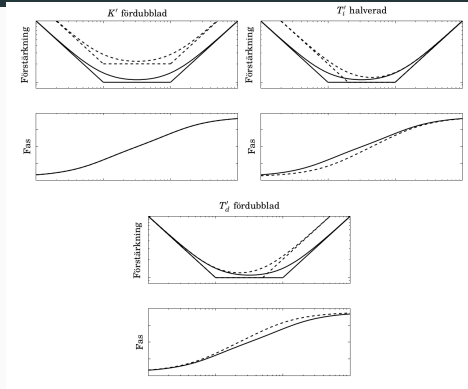 K′ fördubblad
T′ᵢ halverad
Förstärkning
Förstärkning
Fas
Fas
T′d fördubblad
Förstärkning
Fas